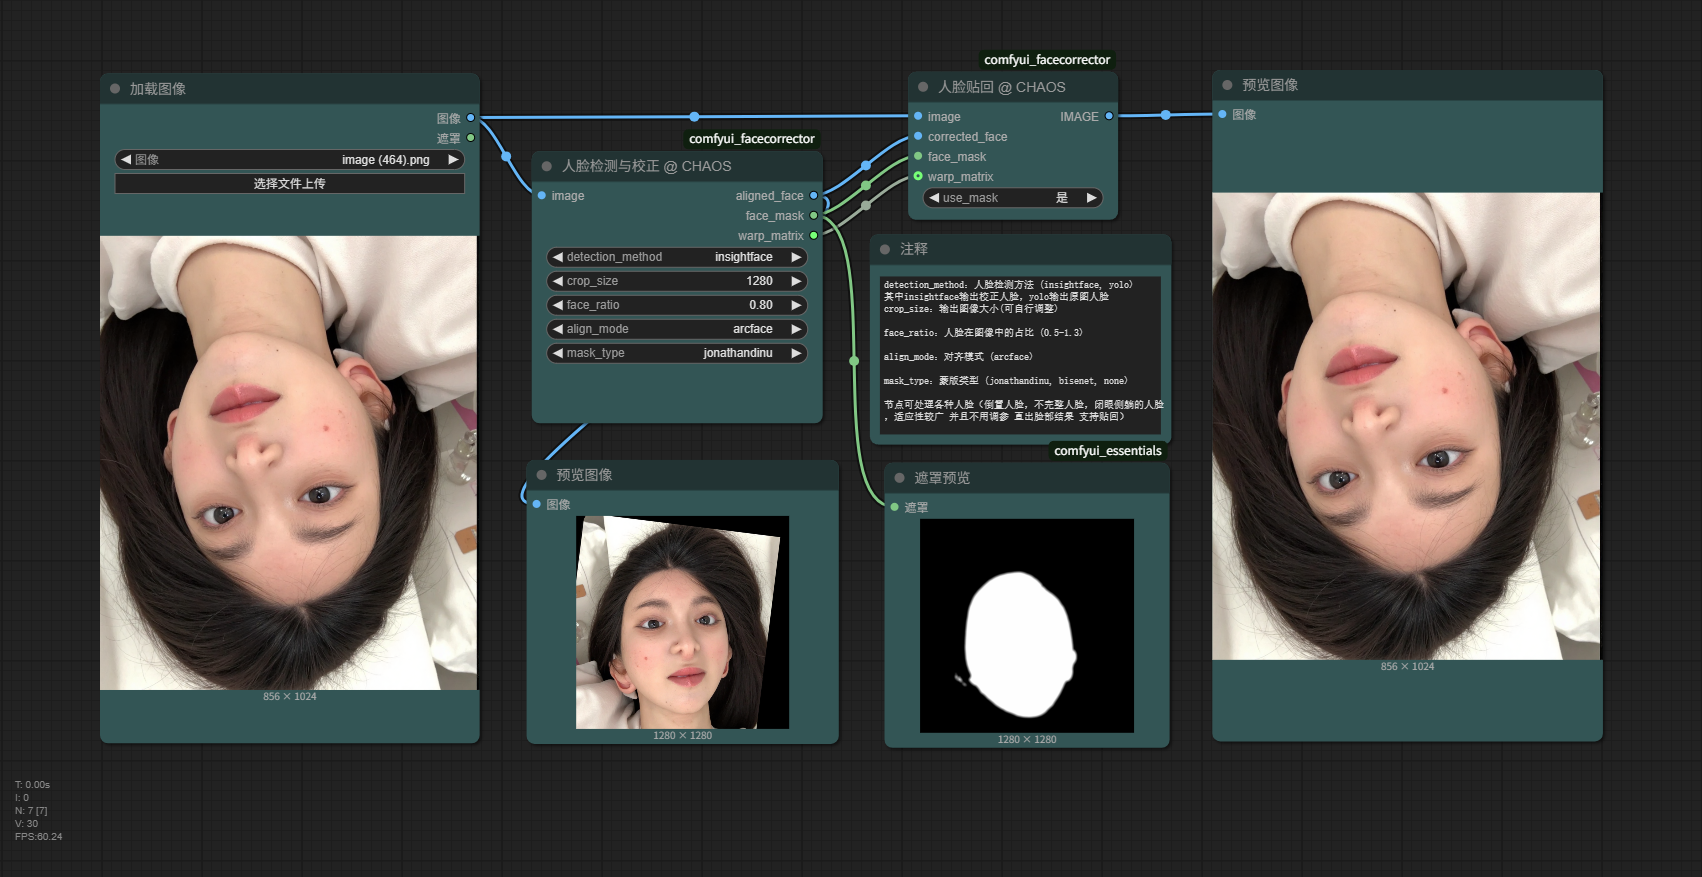 加载图像
图像
遮罩
图像 image (464).png
选择文件上传
856 × 1024
comfyui_facecorrector
人脸检测与校正 @ CHAOS
image aligned_face
face_mask
warp_matrix
detection_method insightface
crop_size 1280
face_ratio 0.80
align_mode arcface
mask_type jonathandinu
预览图像
图像
1280 × 1280
comfyui_facecorrector
人脸贴回 @ CHAOS
image IMAGE
corrected_face
face_mask
warp_matrix
use_mask 是
注释
detection_method: 人脸检测方法 (insightface, yolo)
其中insightface输出校正人脸, yolo输出原图人脸
crop_size: 输出图像大小(可自行调整)
face_ratio: 人脸在图像中的占比 (0.5-1.3)
align_mode: 对齐模式 (arcface)
mask_type: 蒙版类型 (jonathandinu, bisenet, none)
节点可处理各种人脸 (倒置人脸, 不完整人脸, 闭眼侧躺的人脸
, 适应性较广 并且不用调参 直出脸部结果 支持贴回)
comfyui_essentials
遮罩预览
遮罩
1280 × 1280
预览图像
图像
856 × 1024
T: 0.00s
I: 0
N: 7 [7]
V: 30
FPS:60.24